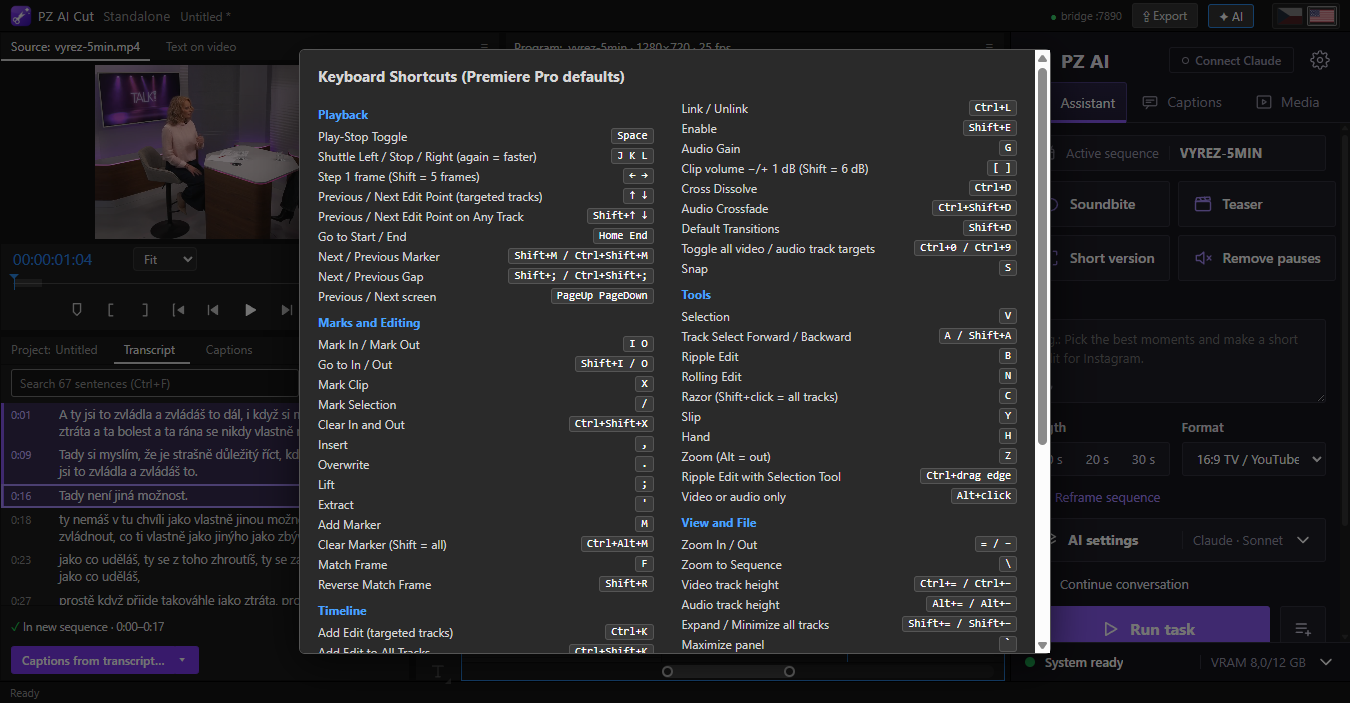 PZ AI Cut Standalone Untitled *
bridge :7890
Export
AI
Source: vyrez-5min.mp4
Text on video
Program: vyrez-5min · 1280×720 · 25 fps
TALK!
00:00:01:04
Fit
Project: Untitled
Transcript
Captions
Search 67 sentences (Ctrl+F)
0:01 A ty jsi to zvládla a zvládáš to dál, i když si
ztráta a ta bolest a ta rána se nikdy vlastně
0:09 Tady si myslím, že je strašně důležitý říct,
jsi to zvládla a zvládáš to.
0:16 Tady není jiná možnost.
0:18 ty nemáš v tu chvíli jako vlastně jinou
zvládnout, co ti vlastně jako jinýho jako
0:23 jako co uděláš, ty se z toho zhroutíš, ty se
jako co uděláš,
0:27 prostě když přijde takováhle jako ztráta,
✓ In new sequence · 0:00–0:17
Captions from transcript...
Ready
Keyboard Shortcuts (Premiere Pro defaults)
Playback
Play-Stop Toggle Space
Shuttle Left / Stop / Right (again = faster) J K L
Step 1 frame (Shift = 5 frames) ← →
Previous / Next Edit Point (targeted tracks) ↑ ↓
Previous / Next Edit Point on Any Track Shift+↑ ↓
Go to Start / End Home End
Next / Previous Marker Shift+M / Ctrl+Shift+M
Next / Previous Gap Shift+; / Ctrl+Shift+;
Previous / Next screen PageUp PageDown
Marks and Editing
Mark In / Mark Out I O
Go to In / Out Shift+I / O
Mark Clip X
Mark Selection /
Clear In and Out Ctrl+Shift+X
Insert ,
Overwrite .
Lift ;
Extract '
Add Marker M
Clear Marker (Shift = all) Ctrl+Alt+M
Match Frame F
Reverse Match Frame Shift+R
Timeline
Add Edit (targeted tracks) Ctrl+K
Add Edit to All Tracks Ctrl+Shift+K
Link / Unlink Ctrl+L
Enable Shift+E
Audio Gain G
Clip volume −/+ 1 dB (Shift = 6 dB) [ ]
Cross Dissolve Ctrl+D
Audio Crossfade Ctrl+Shift+D
Default Transitions Shift+D
Toggle all video / audio track targets Ctrl+0 / Ctrl+9
Snap S
Tools
Selection V
Track Select Forward / Backward A / Shift+A
Ripple Edit B
Rolling Edit N
Razor (Shift+click = all tracks) C
Slip Y
Hand H
Zoom (Alt = out) Z
Ripple Edit with Selection Tool Ctrl+drag edge
Video or audio only Alt+click
View and File
Zoom In / Out = / −
Zoom to Sequence \
Video track height Ctrl+= / Ctrl+−
Audio track height Alt+= / Alt+−
Expand / Minimize all tracks Shift+= / Shift+−
Maximize panel `
PZ AI
Connect Claude
Assistant
Captions
Media
Active sequence VYREZ-5MIN
Soundbite
Teaser
Short version
Remove pauses
Pick the best moments and make a short
for Instagram.
Format
20 s
30 s
16:9 TV / YouTube
Reframe sequence
AI settings
Claude · Sonnet
Continue conversation
Run task
System ready
VRAM 8,0/12 GB